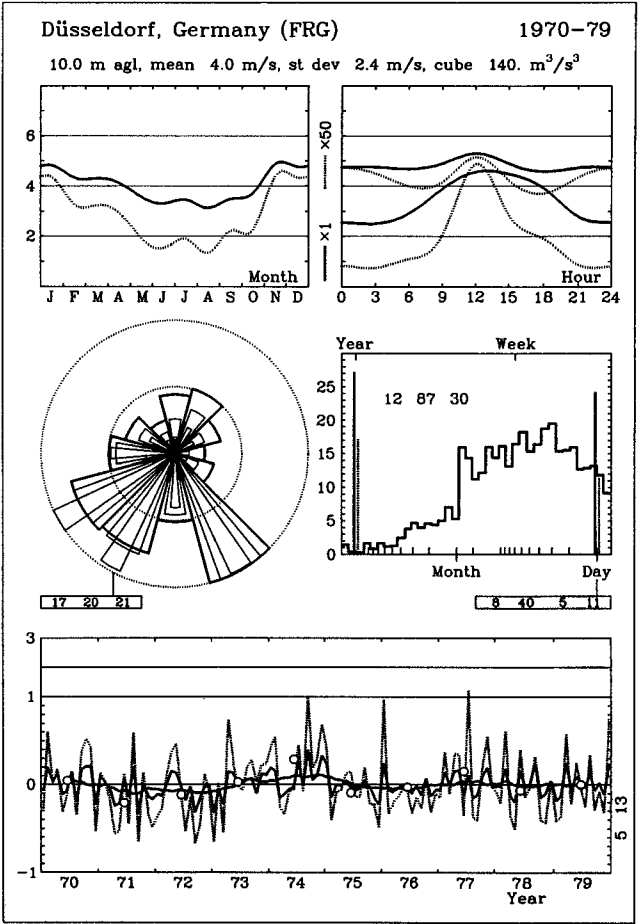 Düsseldorf, Germany (FRG) 1970-79
10.0 m agl, mean 4.0 m/s, st dev 2.4 m/s, cube 140. m³/s³
6
4
2
J F M A M J J A S O N D
Month
×50
×1
0 3 6 9 12 15 18 21 24
Hour
Year Week
25
20
15
10
5
0
12 87 30
Month Day
17 20 21
8 40 5 11
3
1
0
-1
70 71 72 73 74 75 76 77 78 79
Year
5 13